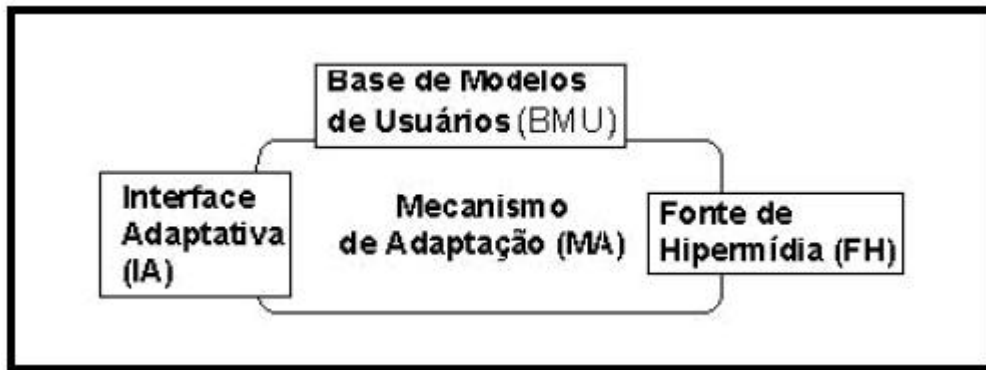 Base de Modelos
de Usuários (BMU)
Interface
Adaptativa
(IA)
Mecanismo
de Adaptação (MA)
Fonte de
Hipermídia (FH)